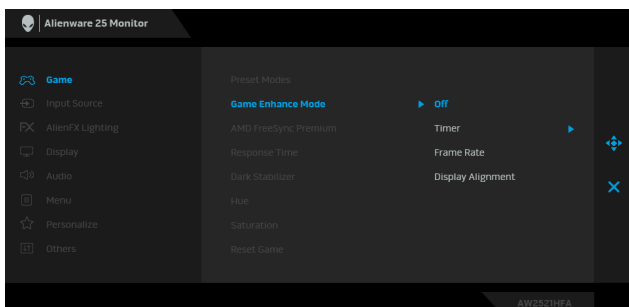 Alienware 25 Monitor
Game
Input Source
AlienFX Lighting
Display
Audio
Menu
Personalize
Others
Preset Modes
Game Enhance Mode
AMD FreeSync Premium
Response Time
Dark Stabilizer
Hue
Saturation
Reset Game
Off
Timer
Frame Rate
Display Alignment
AW2521HFA